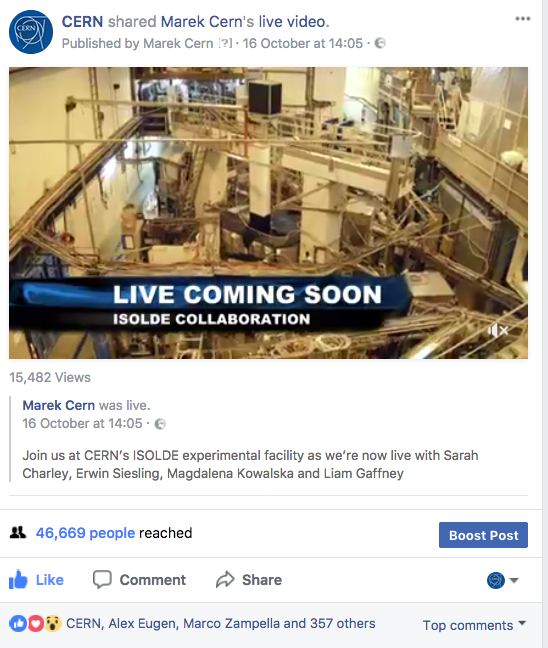 CERN
CERN shared Marek Cern's live video.
Published by Marek Cern [?] · 16 October at 14:05 ·
LIVE COMING SOON
ISOLDE COLLABORATION
15,482 Views
Marek Cern was live.
16 October at 14:05 ·
Join us at CERN's ISOLDE experimental facility as we're now live with Sarah
Charley, Erwin Siesling, Magdalena Kowalska and Liam Gaffney
46,669 people reached
Boost Post
Like Comment Share
CERN, Alex Eugen, Marco Zampella and 357 others
Top comments